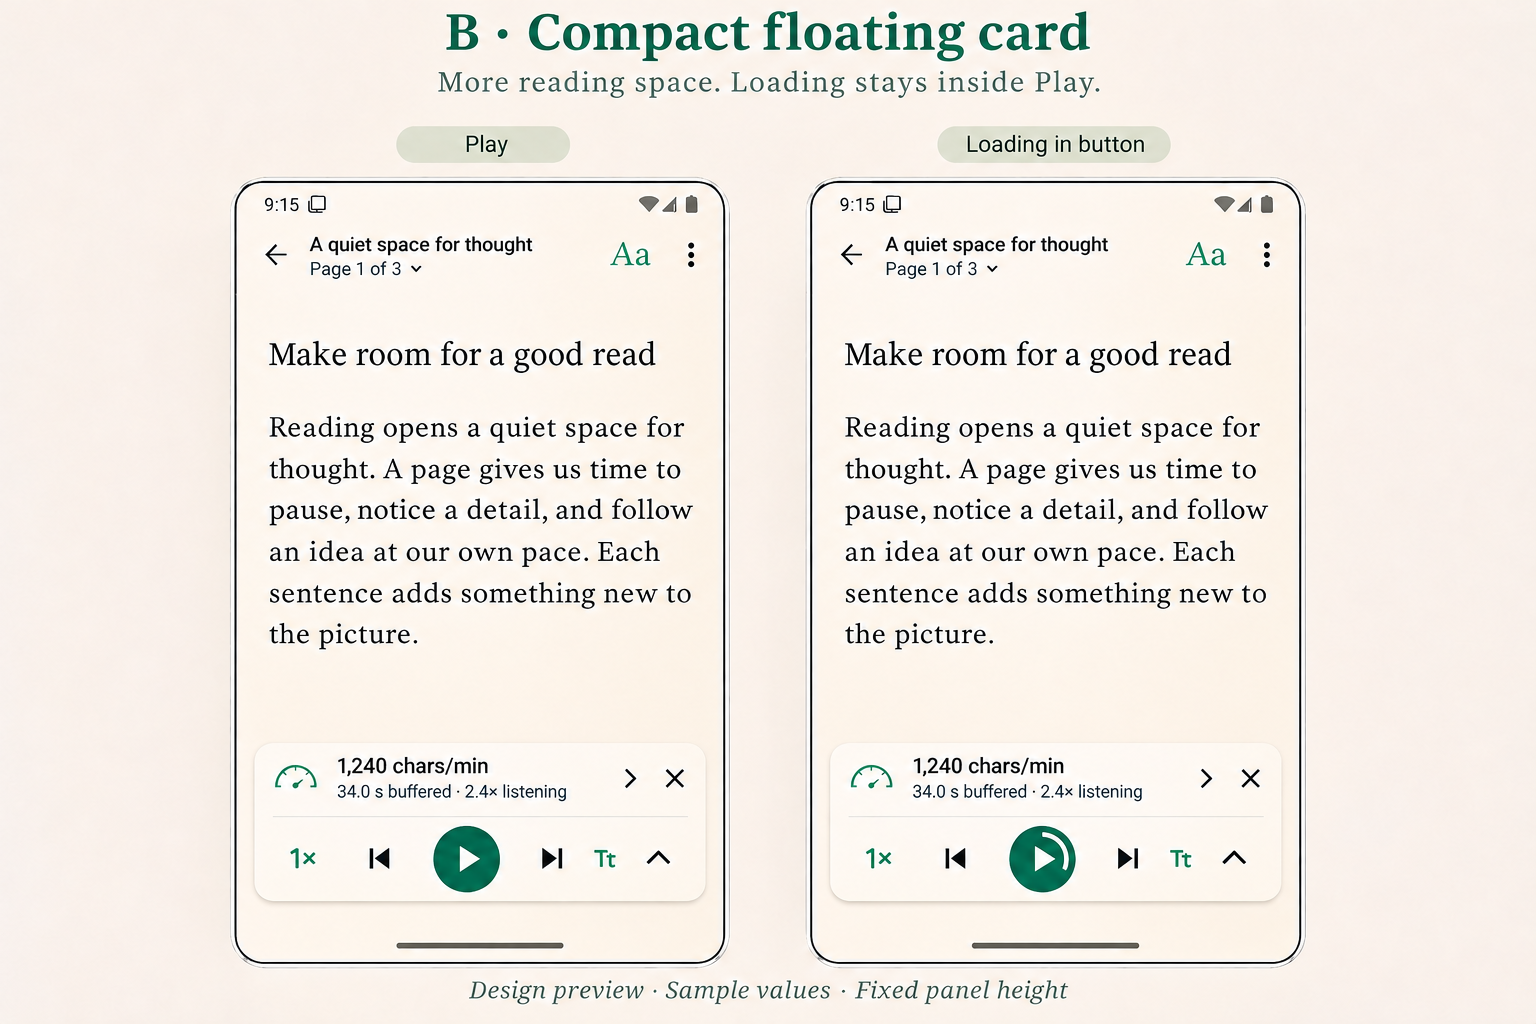 B · Compact floating card
More reading space. Loading stays inside Play.
Play
9:15
A quiet space for thought
Page 1 of 3
Aa
Make room for a good read
Reading opens a quiet space for
thought. A page gives us time to
pause, notice a detail, and follow
an idea at our own pace. Each
sentence adds something new to
the picture.
1,240 chars/min
34.0 s buffered · 2.4× listening
1×
Tt
Loading in button
9:15
A quiet space for thought
Page 1 of 3
Aa
Make room for a good read
Reading opens a quiet space for
thought. A page gives us time to
pause, notice a detail, and follow
an idea at our own pace. Each
sentence adds something new to
the picture.
1,240 chars/min
34.0 s buffered · 2.4× listening
1×
Tt
Design preview · Sample values · Fixed panel height